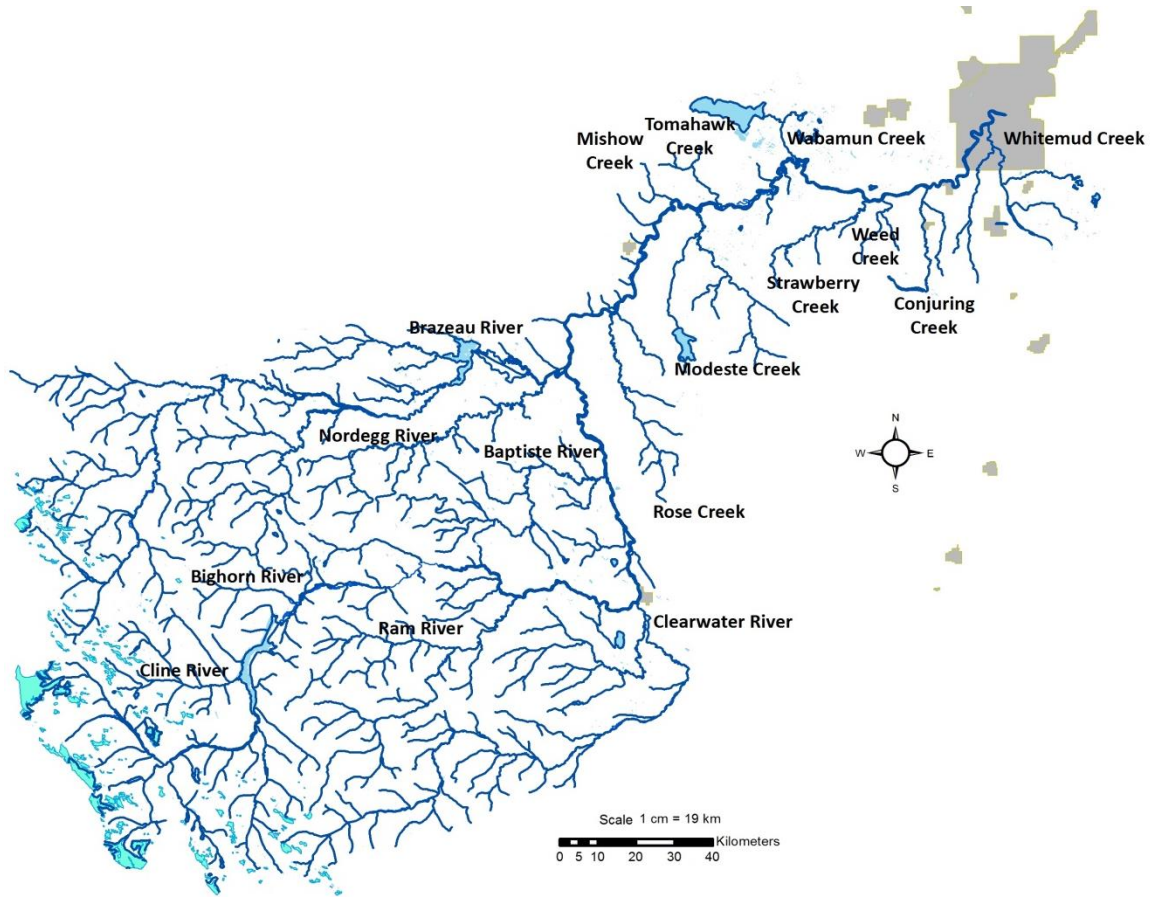 Tomahawk
Creek
Mishow
Creek
Wabamun Creek
Whitemud Creek
Weed
Creek
Strawberry
Creek
Conjuring
Creek
Brazeau River
Modeste Creek
Nordegg River
Baptiste River
N
W
E
S
Rose Creek
Bighorn River
Ram River
Clearwater River
Cline River
Scale 1 cm = 19 km
Kilometers
0 5 10 20 30 40